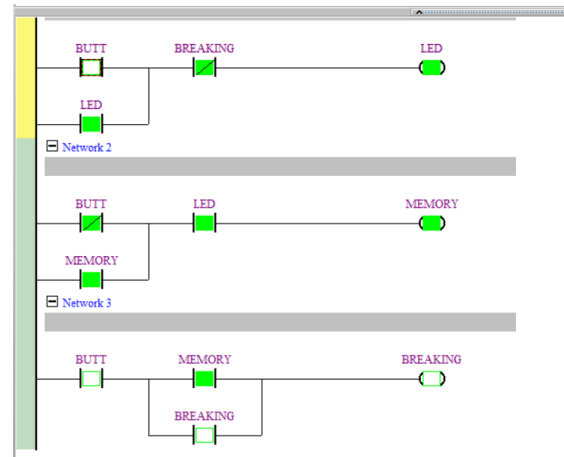 BUTT BREAKING LED
LED
Network 2
BUTT LED MEMORY
MEMORY
Network 3
BUTT MEMORY BREAKING
BREAKING